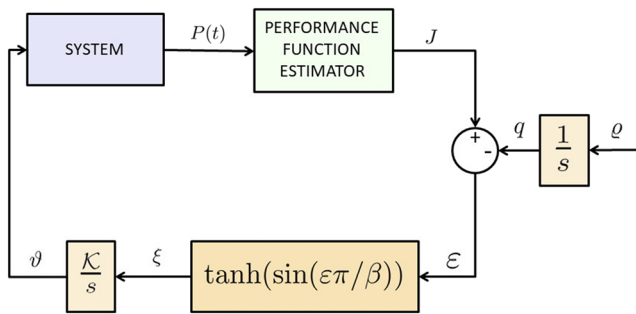 SYSTEM
P(t)
PERFORMANCE
FUNCTION
ESTIMATOR
J
+
-
q
1
s
ϱ
ϑ
𝒦
s
ξ
tanh(sin(επ/β))
ε